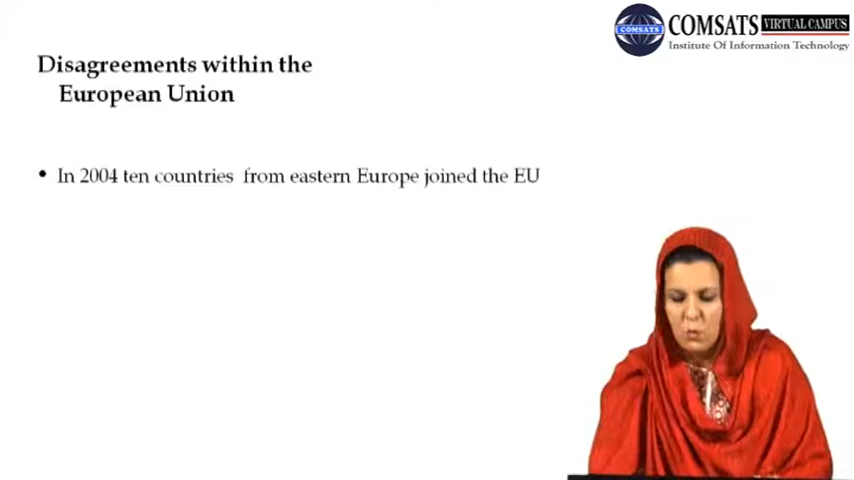 COMSATS VIRTUAL CAMPUS
Institute Of Information Technology
COMSATS
Disagreements within the
European Union
• In 2004 ten countries from eastern Europe joined the EU